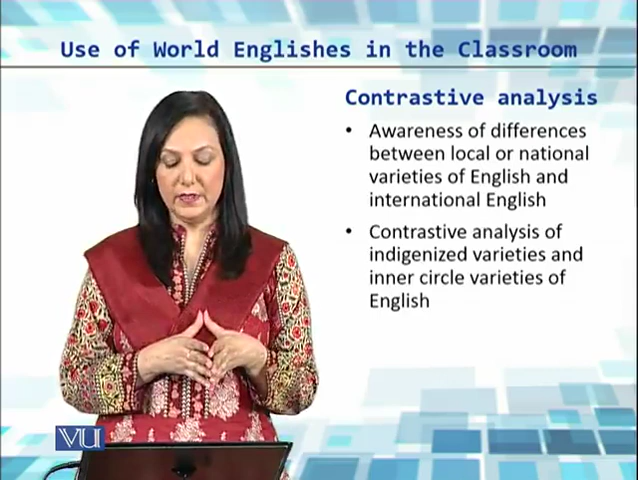 Use of World Englishes in the Classroom
Contrastive analysis
• Awareness of differences
between local or national
varieties of English and
international English
• Contrastive analysis of
indigenized varieties and
inner circle varieties of
English
VU